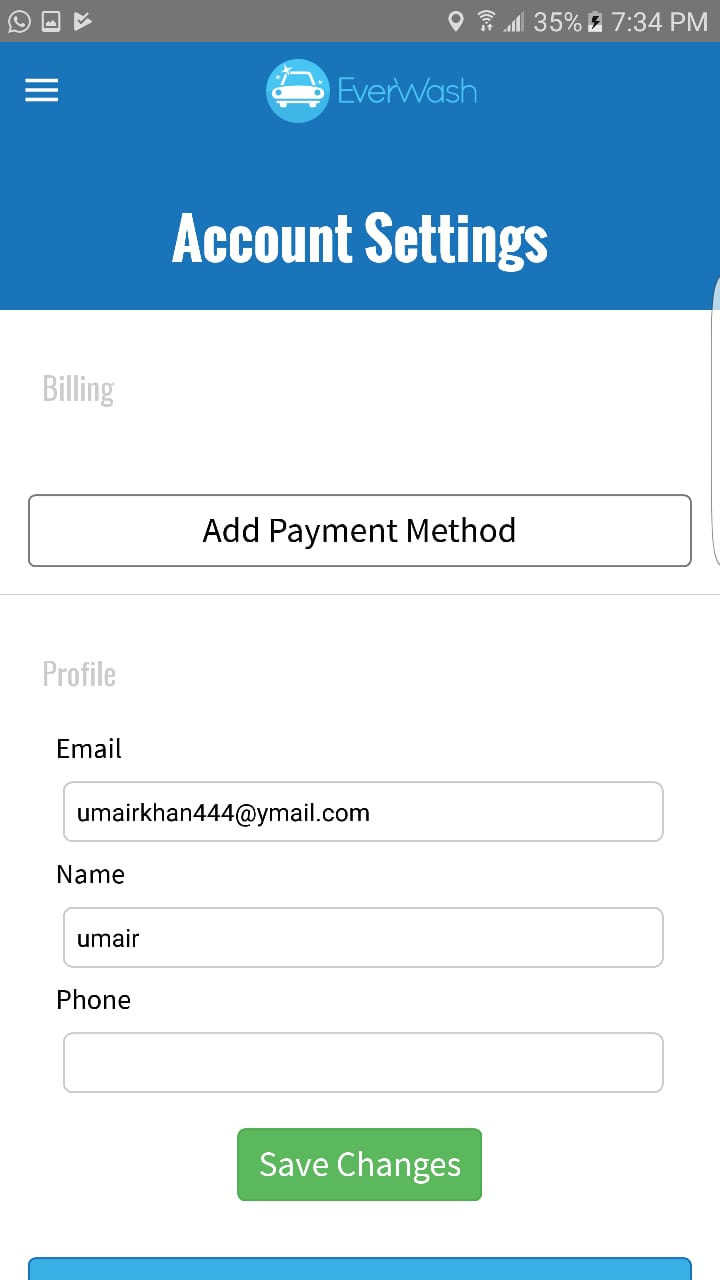 35% 7:34 PM
EverWash
Account Settings
Billing
Add Payment Method
Profile
Email
umairkhan444@ymail.com
Name
umair
Phone
Save Changes